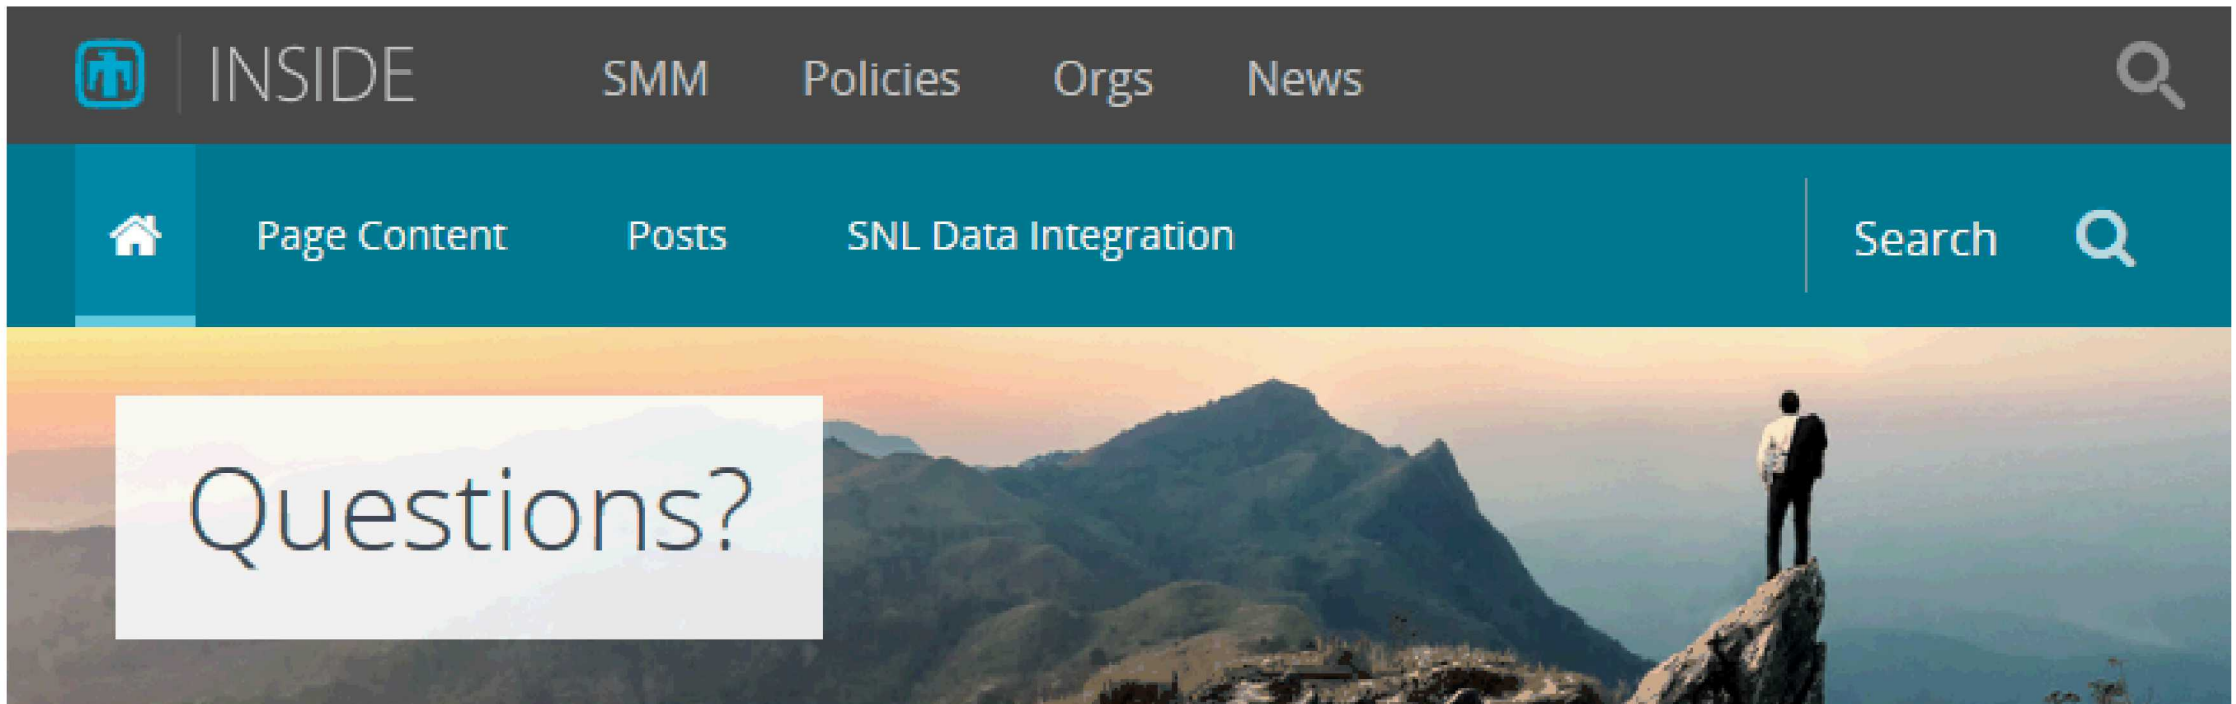 INSIDE SMM Policies Orgs News
Page Content Posts SNL Data Integration Search
Questions?